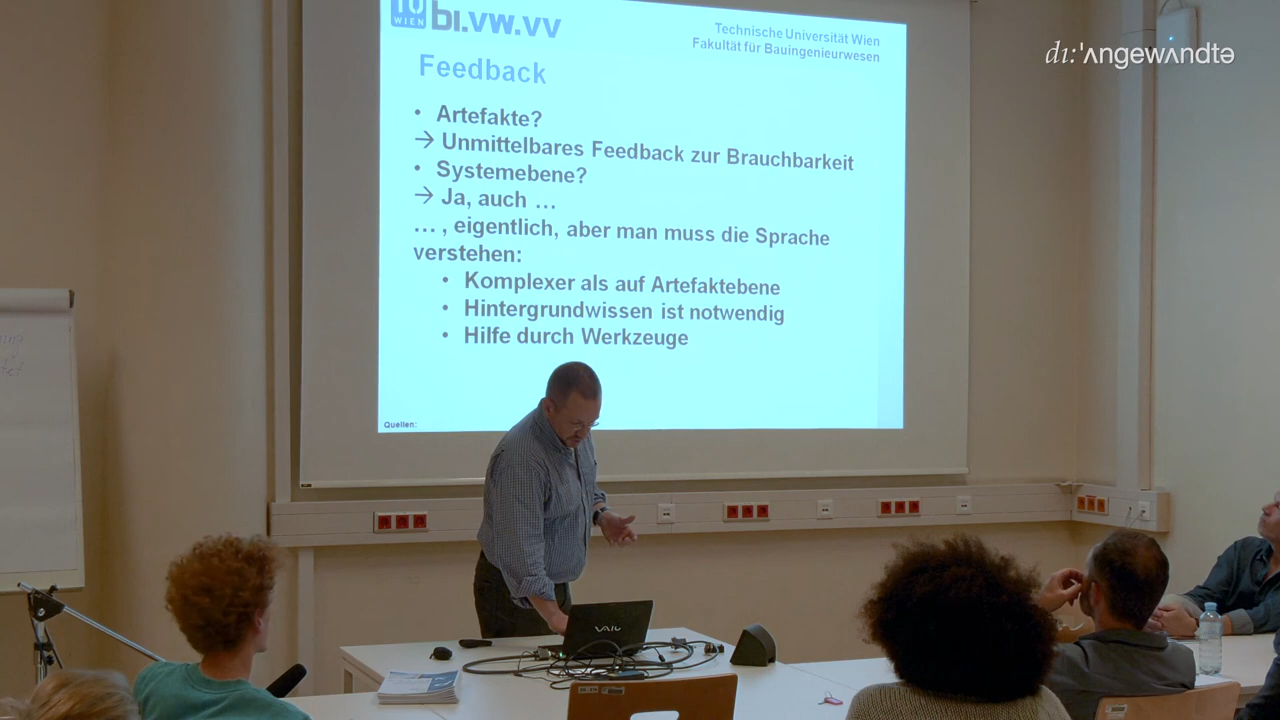 TU
WIEN
bi.vw.vv
Technische Universität Wien
Fakultät für Bauingenieurwesen
dı:'ʌngewʌndtə
Feedback
• Artefakte?
→ Unmittelbares Feedback zur Brauchbarkeit
• Systemebene?
→ Ja, auch …
… , eigentlich, aber man muss die Sprache
verstehen:
• Komplexer als auf Artefaktebene
• Hintergrundwissen ist notwendig
• Hilfe durch Werkzeuge
Quellen:
VAIO